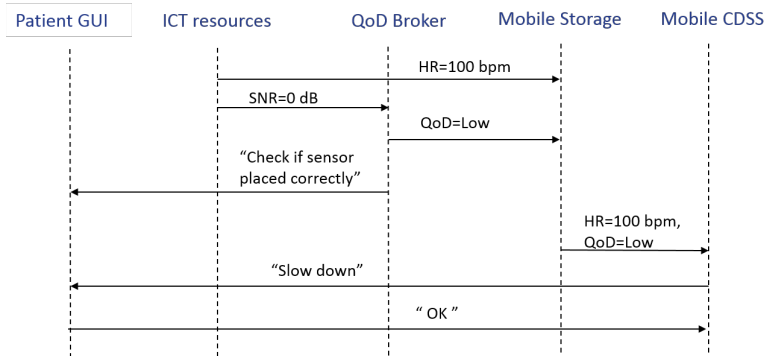 Patient GUI ICT resources QoD Broker Mobile Storage Mobile CDSS
HR=100 bpm
SNR=0 dB
QoD=Low
“Check if sensor
placed correctly”
HR=100 bpm,
QoD=Low
“Slow down”
“ OK ”